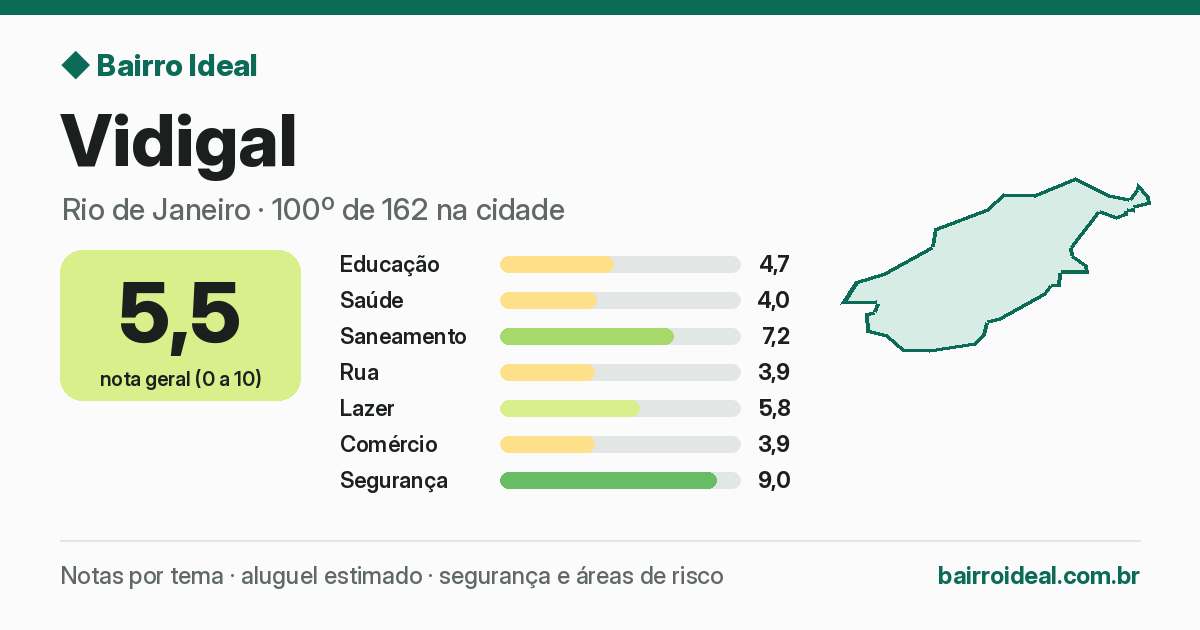 Bairro Ideal
Vidigal
Rio de Janeiro · 100º de 162 na cidade
5,5
nota geral (0 a 10)
Educação 4,7
Saúde 4,0
Saneamento 7,2
Rua 3,9
Lazer 5,8
Comércio 3,9
Segurança 9,0
Notas por tema · aluguel estimado · segurança e áreas de risco
bairroideal.com.br